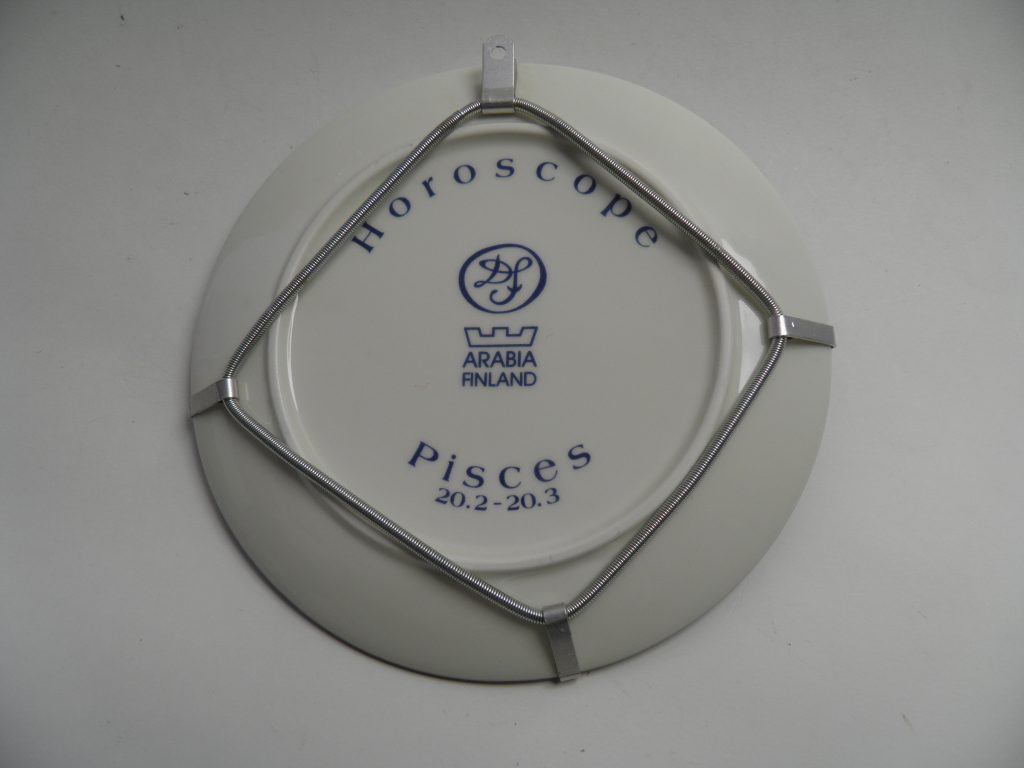 Horoscope
DS
ARABIA
FINLAND
Pisces
20.2-20.3